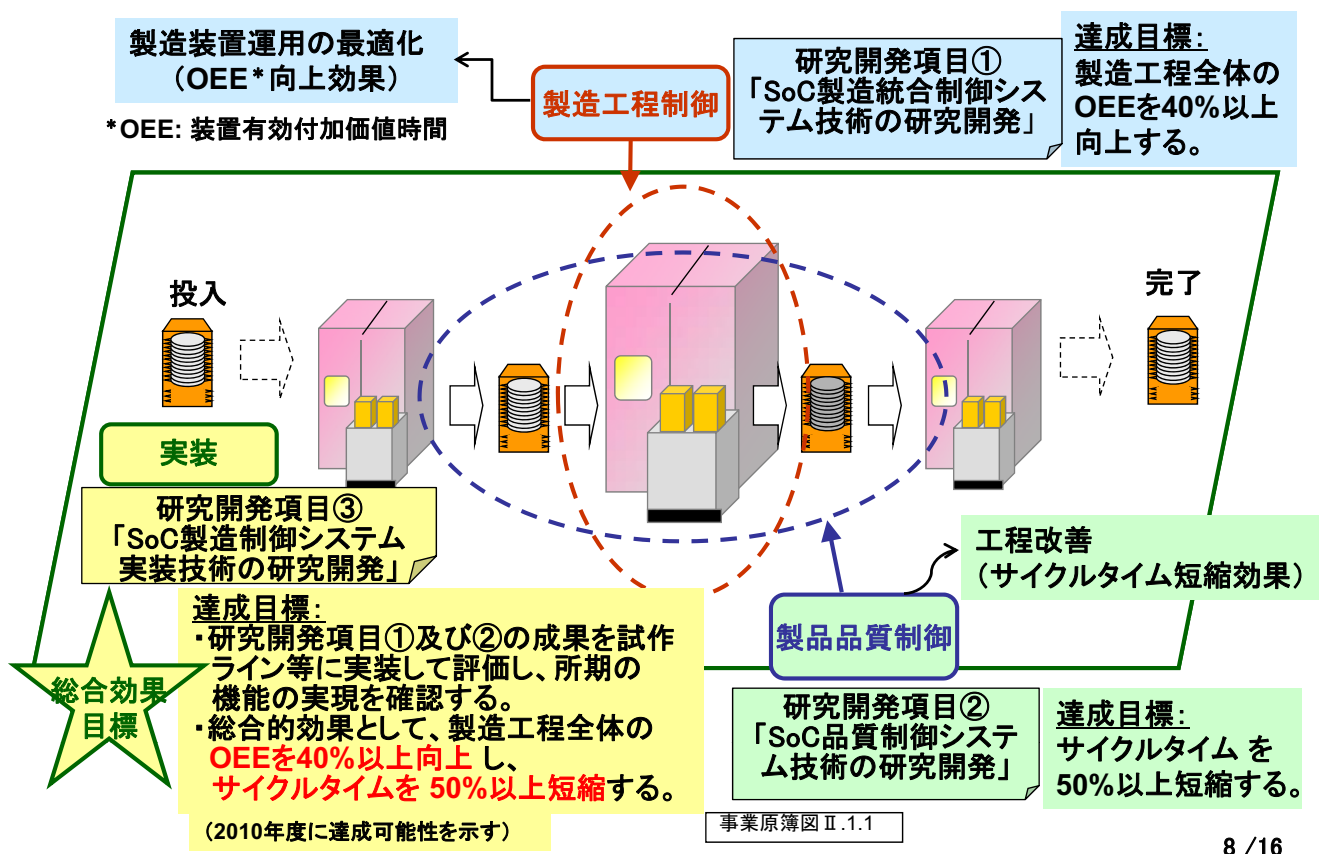 製造装置運用の最適化
（OEE*向上効果）
*OEE: 装置有効付加価値時間
製造工程制御
研究開発項目①
「SoC製造統合制御シス
テム技術の研究開発」
達成目標:
製造工程全体の
OEEを40%以上
向上する。
投入
完了
実装
研究開発項目③
「SoC製造制御システム
実装技術の研究開発」
工程改善
（サイクルタイム短縮効果）
製品品質制御
総合効果
目標
達成目標:
・研究開発項目①及び②の成果を試作
ライン等に実装して評価し、所期の
機能の実現を確認する。
・総合的効果として、製造工程全体の
OEEを40%以上向上し、
サイクルタイムを 50%以上短縮する。
（2010年度に達成可能性を示す）
研究開発項目②
「SoC品質制御システ
ム技術の研究開発」
達成目標:
サイクルタイム を
50%以上短縮する。
事業原簿図Ⅱ.1.1
8 /16